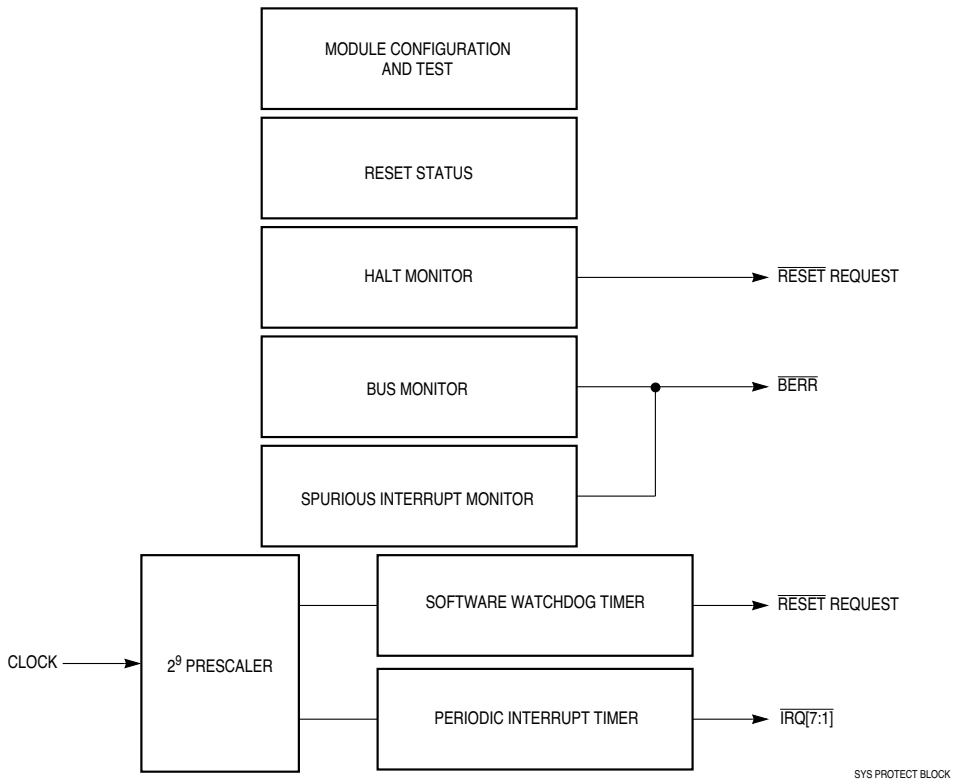 MODULE CONFIGURATION
AND TEST
RESET STATUS
HALT MONITOR
RESET REQUEST
BUS MONITOR
BERR
SPURIOUS INTERRUPT MONITOR
SOFTWARE WATCHDOG TIMER
RESET REQUEST
CLOCK
2⁹ PRESCALER
PERIODIC INTERRUPT TIMER
IRQ[7:1]
SYS PROTECT BLOCK